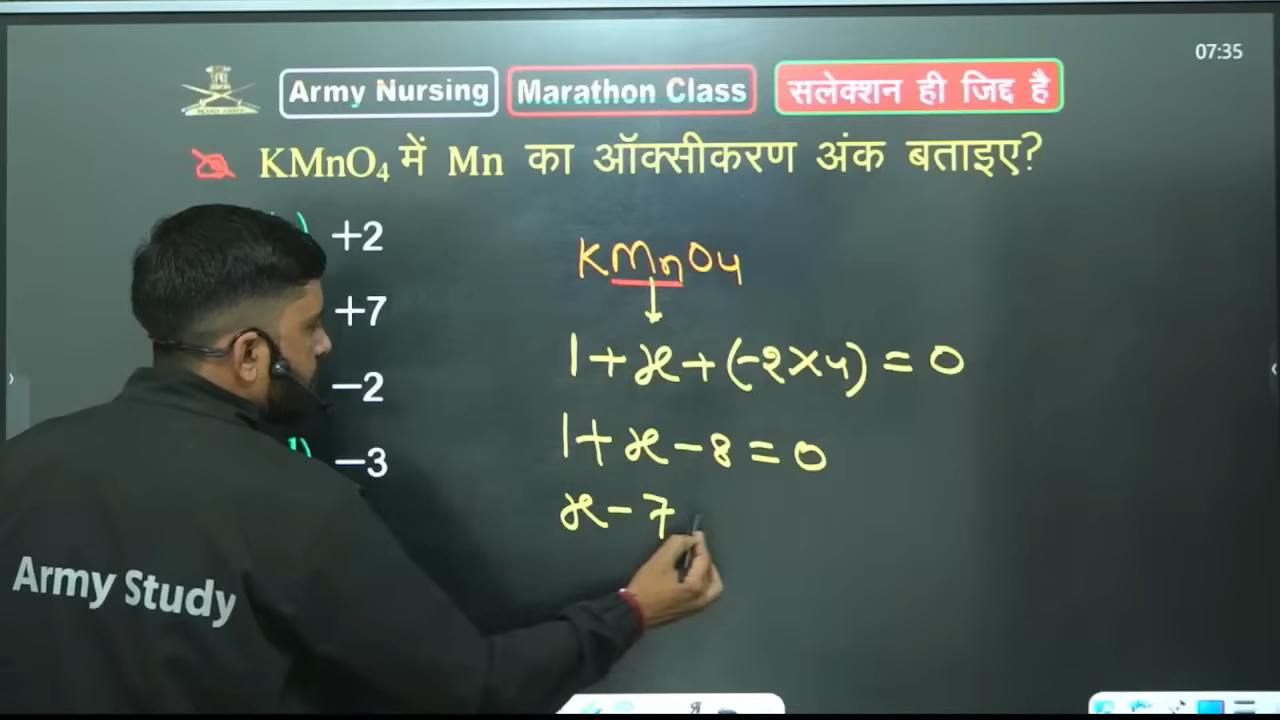 07:35
Army Nursing Marathon Class सलेक्शन ही जिद्द है
KMnO₄ में Mn का ऑक्सीकरण अंक बताइए?
+2
+7
−2
−3
KMnO4
1+x+(-2×4)=0
1+x-8=0
x-7
Army Study